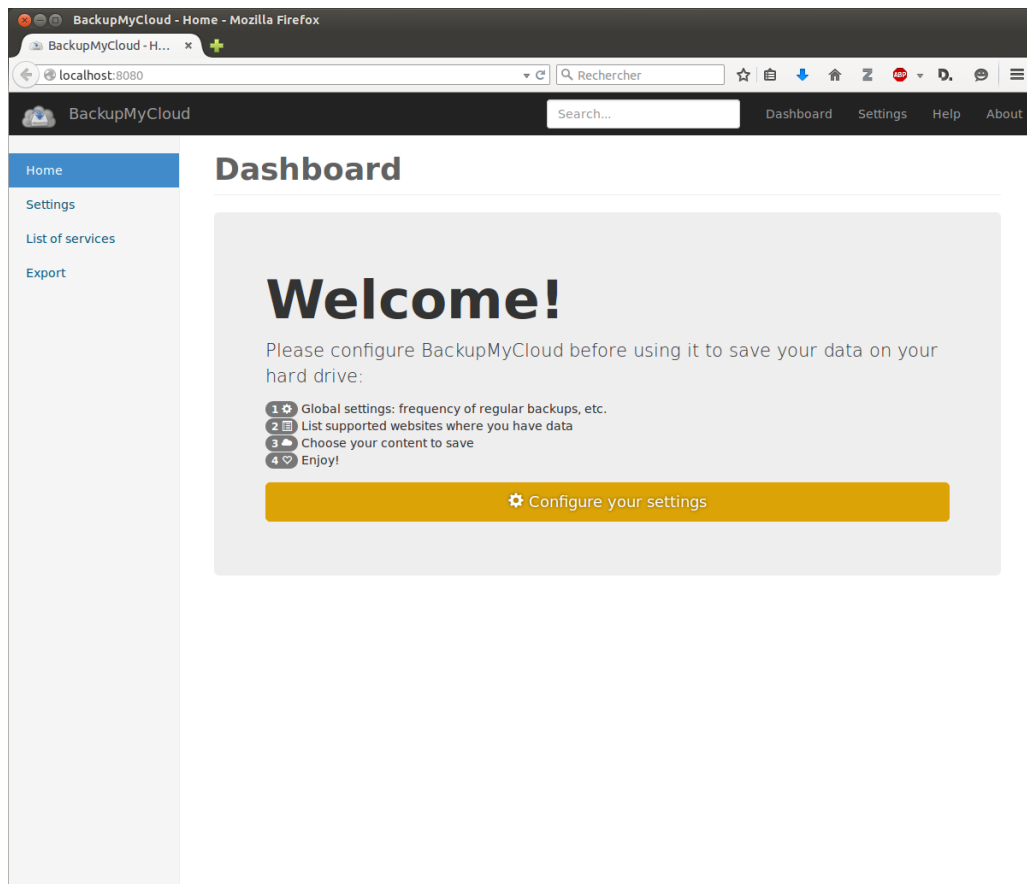 BackupMyCloud - Home - Mozilla Firefox
BackupMyCloud - H...
localhost:8080
Rechercher
Z
ABP
D.
BackupMyCloud
Search...
Dashboard
Settings
Help
About
Home
Settings
List of services
Export
Dashboard
Welcome!
Please configure BackupMyCloud before using it to save your data on your
hard drive:
1 Global settings: frequency of regular backups, etc.
2 List supported websites where you have data
3 Choose your content to save
4 Enjoy!
Configure your settings